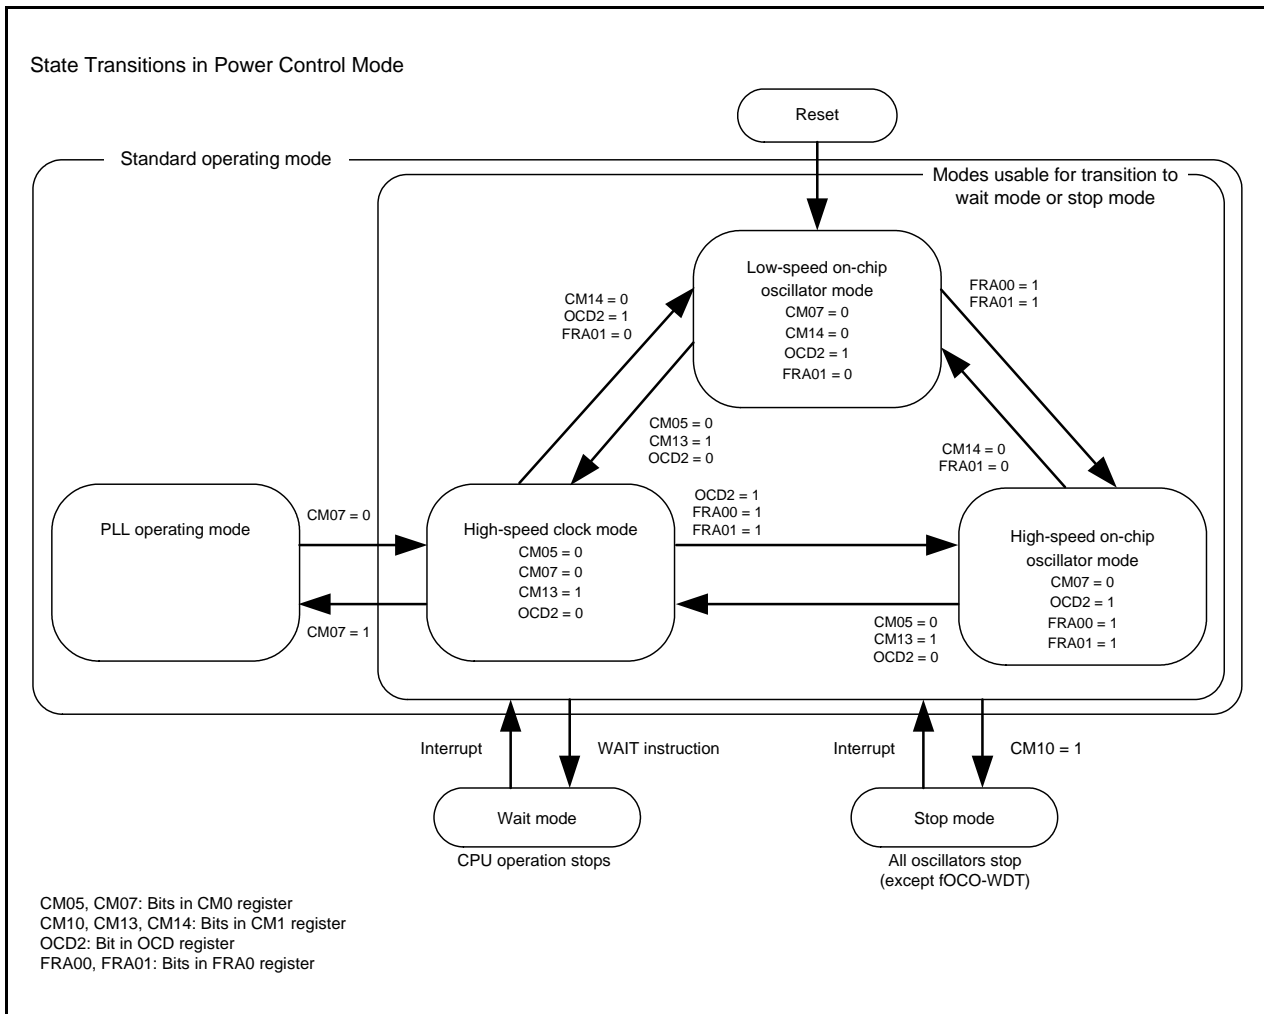 State Transitions in Power Control Mode
Reset
Standard operating mode
Modes usable for transition to
wait mode or stop mode
Low-speed on-chip
oscillator mode
CM07 = 0
CM14 = 0
OCD2 = 1
FRA01 = 0
CM14 = 0
OCD2 = 1
FRA01 = 0
FRA00 = 1
FRA01 = 1
CM05 = 0
CM13 = 1
OCD2 = 0
CM14 = 0
FRA01 = 0
PLL operating mode
CM07 = 0
CM07 = 1
High-speed clock mode
CM05 = 0
CM07 = 0
CM13 = 1
OCD2 = 0
OCD2 = 1
FRA00 = 1
FRA01 = 1
CM05 = 0
CM13 = 1
OCD2 = 0
High-speed on-chip
oscillator mode
CM07 = 0
OCD2 = 1
FRA00 = 1
FRA01 = 1
Interrupt
WAIT instruction
Interrupt
CM10 = 1
Wait mode
CPU operation stops
Stop mode
All oscillators stop
(except fOCO-WDT)
CM05, CM07: Bits in CM0 register
CM10, CM13, CM14: Bits in CM1 register
OCD2: Bit in OCD register
FRA00, FRA01: Bits in FRA0 register